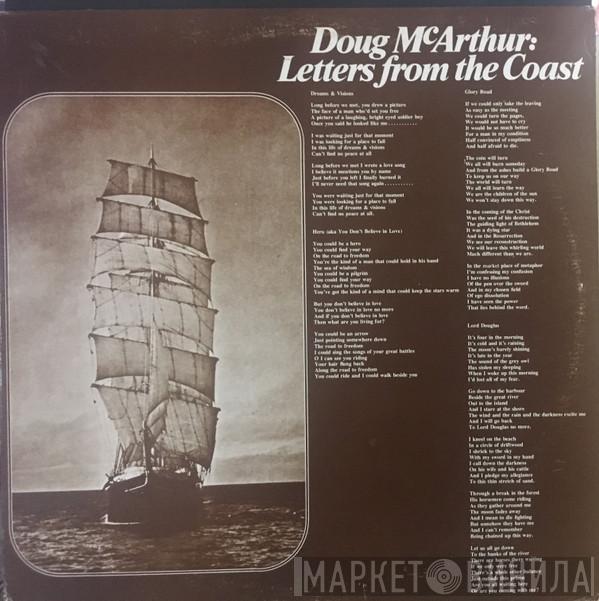 Doug McArthur:
Letters from the Coast
Dreams & Visions
Long before we met, you drew a picture
The face of a man who'd set you free
A picture of a laughing, bright eyed soldier boy
Once you said he looked like me..........
I was waiting just for that moment
I was looking for a place to fall
In this life of dreams & visions
Can't find no peace at all
Long before we met I wrote a love song
I believe it mentions you by name
Just before you left I finally burned it
I'll never need that song again..........
You were waiting just for that moment
You were looking for a place to fall
In this life of dreams & visions
Can't find no peace at all.
Hero (aka You Don't Believe in Love)
You could be a hero
You could find your way
On the road to freedom
You're the kind of a man that could hold in his hand
The sea of wisdom
You could be a pilgrim
You could find your way
On the road to freedom
You've got the kind of a mind that could keep the stars warm
But you don't believe in love
You don't believe in love no more
And if you don't believe in love
Then what are you living for?
You could be an arrow
Just pointing somewhere down
The road to freedom
I could sing the songs of your great battles
O I can see you riding
Your hair flung back
Along the road to freedom
You could ride and I could walk beside you
Glory Road
If we could only take the leaving
As easy as the meeting
We could turn the pages,
We would not have to cry
It would be so much better
For a man in my condition
Half convinced of emptiness
And half afraid to die.
The coin will turn
We all will burn someday
And from the ashes build a Glory Road
To keep us on our way
The world will turn
We all will learn the way
We are the children of the sun
We won't stay down this way.
In the coming of the Christ
Was the seed of his destruction
The guiding light of Bethlehem
It was a dying star
And in the Resurrection
We see our reconstruction
We will leave this whirling world
Much different than we are.
In the market place of metaphor
I'm confusing my confusion
I have no illusions
Of the pen over the sword
And in my chosen field
Of ego dissolution
I have seen the power
That lies behind the word.
Lord Douglas
It's four in the morning
It's cold and it's raining
The moon's barely shining
It's late in the year
The sound of the grey owl
Has stolen my sleeping
When I woke up this morning
I'd lost all of my fear.
Go down to the harbour
Beside the great river
Out to the island
And I stare at the shore
The wind and the rain and the darkness excite me
And I will go back
To Lord Douglas no more.
I kneel on the beach
In a circle of driftwood
I shriek to the sky
With my sword in my hand
I call down the darkness
On his wife and his cattle
And I pledge my allegiance
To this thin stretch of sand.
Through a break in the forest
His horsemen come riding
As they gather around me
The moon fades away
And I mean to die fighting
But somehow they have me
And I can't remember
Being chained up this way.
Let us all go down
To the banks of the river
There are horses there waiting
Or are you coming with me?
МАРКЕТ ВИНИЛА